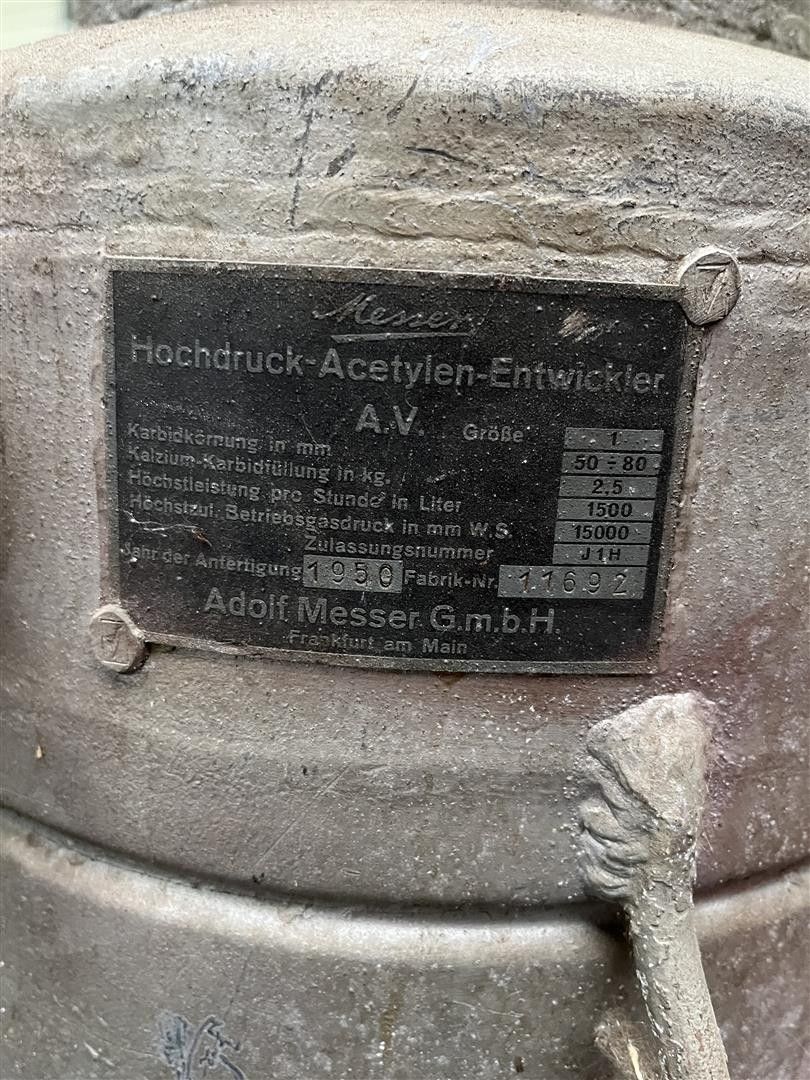 Messer
Hochdruck-Acetylen-Entwickler
A.V. Größe 1
Karbidkörnung in mm 50 ÷ 80
Kalzium-Karbidfüllung in kg. 2,5
Höchstleistung pro Stunde in Liter 1500
Höchstzul. Betriebsgasdruck in mm W.S. 15000
Zulassungsnummer J1H
Jahr der Anfertigung 1950 Fabrik-Nr. 11692
Adolf Messer G.m.b.H.
Frankfurt am Main